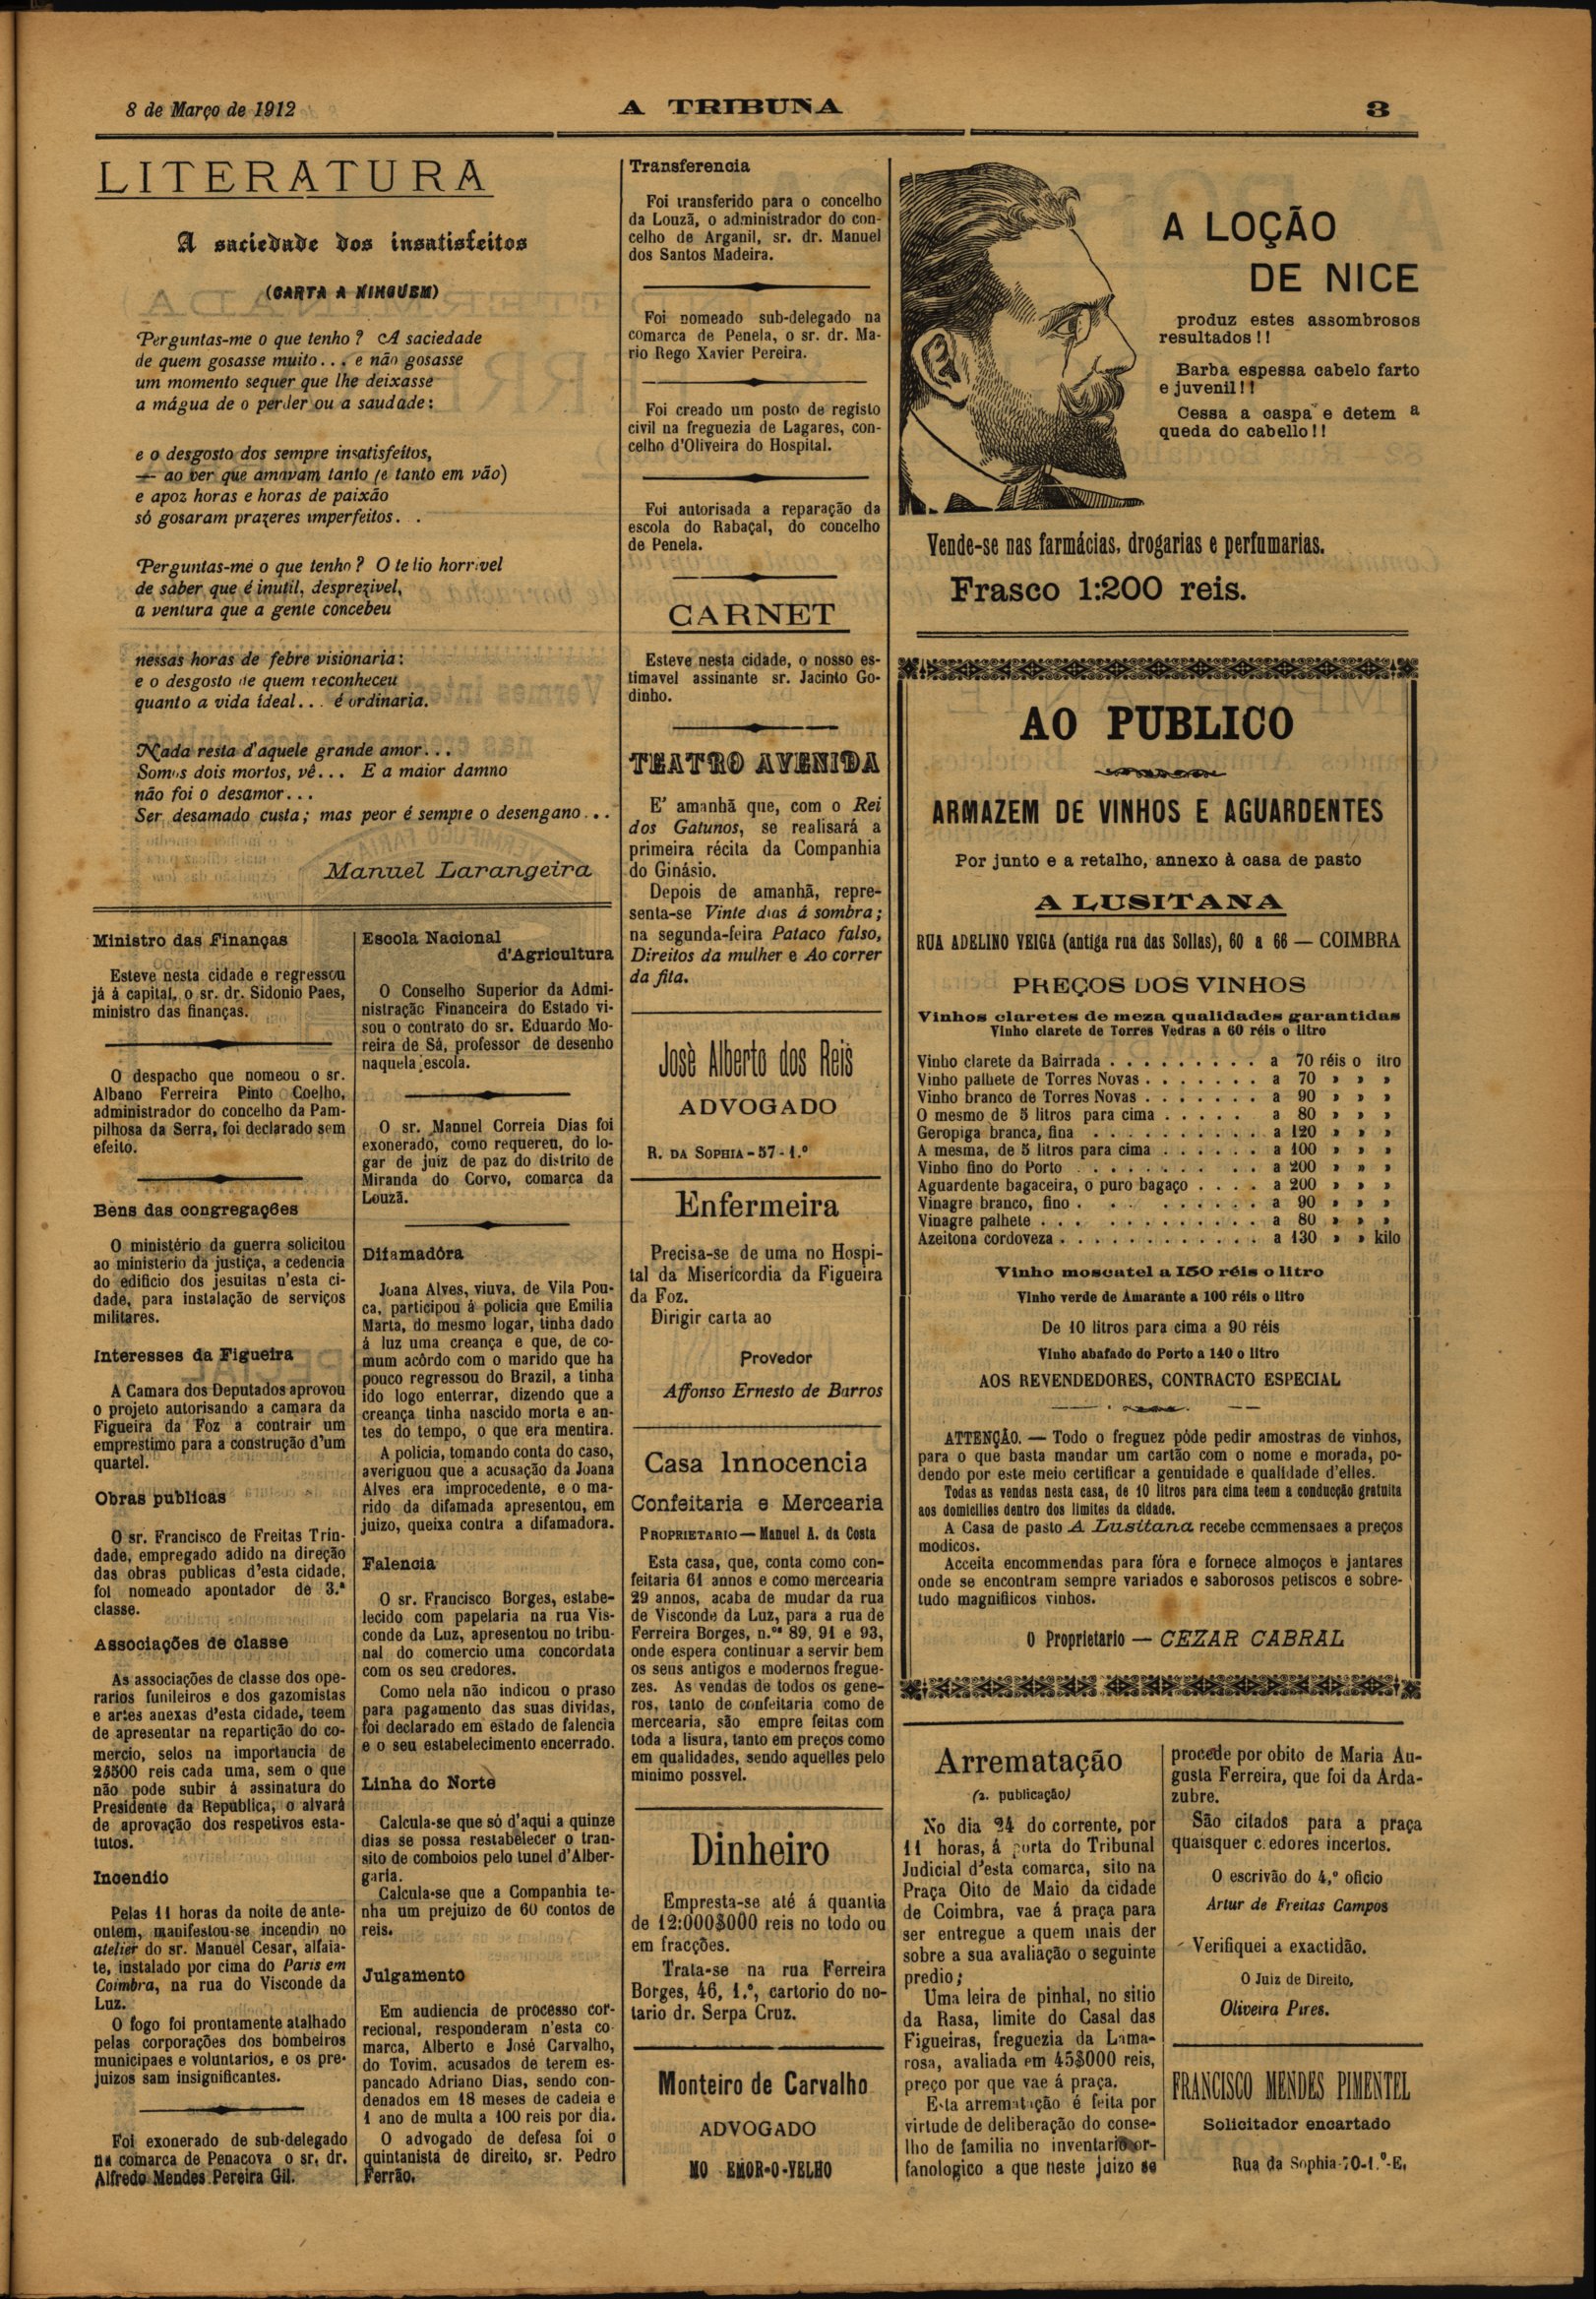 8 de Março de 1912
A TRIBUNA
3
LITERATURA
A saciedade dos insatisfeitos
(CARTA A NINGUEM)
Perguntas-me o que tenho? A saciedade
de quem gosasse muito... e não gosasse
um momento sequer que lhe deixasse
a mágua de o perder ou a saudade:
e o desgosto dos sempre insatisfeitos,
— ao ver que amavam tanto (e tanto em vão)
e apoz horas e horas de paixão
só gosaram prazeres imperfeitos. .
Perguntas-me o que tenho? O tedio horrivel
de saber que é inutil, desprezivel,
a ventura que a gente concebeu
nessas horas de febre visionaria:
e o desgosto de quem reconheceu
quanto a vida ideal... é ordinaria.
Nada resta d'aquele grande amor...
Somos dois mortos, vê... E a maior damno
não foi o desamor...
Ser desamado custa; mas peor é sempre o desengano...
Manuel Larangeira
Ministro das Finanças
Esteve nesta cidade e regressou
já á capital, o sr. dr. Sidonio Paes,
ministro das finanças.
O despacho que nomeou o sr.
Albano Ferreira Pinto Coelho,
administrador do concelho da Pam-
pilhosa da Serra, foi declarado sem
efeito.
Bens das congregações
O ministério da guerra solicitou
ao ministério da justiça, a cedencia
do edificio dos jesuitas n'esta ci-
dade, para instalação de serviços
militares.
Interesses da Figueira
A Camara dos Deputados aprovou
o projeto autorisando a camara da
Figueira da Foz a contrair um
emprestimo para a construção d'um
quartel.
Obras publicas
O sr. Francisco de Freitas Trin-
dade, empregado adido na direção
das obras publicas d'esta cidade,
foi nomeado apontador de 3.ª
classe.
Associações de classe
As associações de classe dos ope-
rarios funileiros e dos gazomistas
e artes anexas d'esta cidade, teem
de apresentar na repartição do co-
mercio, selos na importancia de
2$500 reis cada uma, sem o que
não pode subir á assinatura do
Presidente da Republica, o alvará
de aprovação dos respetivos esta-
tutos.
Incendio
Pelas 11 horas da noite de ante-
ontem, manifestou-se incendio no
atelier do sr. Manuel Cesar, alfaia-
te, instalado por cima do Paris em
Coimbra, na rua do Visconde da
Luz.
O fogo foi prontamente atalhado
pelas corporações dos bombeiros
municipaes e voluntarios, e os pre-
juizos sam insignificantes.
Foi exonerado de sub-delegado
na comarca de Penacova o sr. dr.
Alfredo Mendes Pereira Gil.
Escola Nacional
d'Agricultura
O Conselho Superior da Admi-
nistração Financeira do Estado vi-
sou o contrato do sr. Eduardo Mo-
reira de Sá, professor de desenho
naquela escola.
O sr. Manuel Correia Dias foi
exonerado, como requereu, do lo-
gar de juiz de paz do distrito de
Miranda do Corvo, comarca da
Louzã.
Difamadôra
Joana Alves, viuva, de Vila Pou-
ca, participou á policia que Emilia
Marta, do mesmo logar, tinha dado
á luz uma creança e que, de co-
mum acôrdo com o marido que ha
pouco regressou do Brazil, a tinha
ido logo enterrar, dizendo que a
creança tinha nascido morta e an-
tes do tempo, o que era mentira.
A policia, tomando conta do caso,
averiguou que a acusação da Joana
Alves era improcedente, e o ma-
rido da difamada apresentou, em
juizo, queixa contra a difamadora.
Falencia
O sr. Francisco Borges, estabe-
lecido com papelaria na rua Vis-
conde da Luz, apresentou no tribu-
nal do comercio uma concordata
com os seu credores.
Como nela não indicou o praso
para pagamento das suas dividas,
foi declarado em estado de falencia
e o seu estabelecimento encerrado.
Linha do Norte
Calcula-se que só d'aqui a quinze
dias se possa restabelecer o tran-
sito de comboios pelo tunel d'Alber-
garia.
Calcula-se que a Companhia te-
nha um prejuizo de 60 contos de
reis.
Julgamento
Em audiencia de processo cor-
recional, responderam n'esta co-
marca, Alberto e José Carvalho,
do Tovim, acusados de terem es-
pancado Adriano Dias, sendo con-
denados em 18 meses de cadeia e
1 ano de multa a 100 reis por dia.
O advogado de defesa foi o
quintanista de direito, sr. Pedro
Ferrão.
Transferencia
Foi transferido para o concelho
da Louzã, o administrador do con-
celho de Arganil, sr. dr. Manuel
dos Santos Madeira.
Foi nomeado sub-delegado na
comarca de Penela, o sr. dr. Ma-
rio Rego Xavier Pereira.
Foi creado um posto de registo
civil na freguezia de Lagares, con-
celho d'Oliveira do Hospital.
Foi autorisada a reparação da
escola do Rabaçal, do concelho
de Penela.
CARNET
Esteve nesta cidade, o nosso es-
timavel assinante sr. Jacinto Go-
dinho.
TEATRO AVENIDA
E' amanhã que, com o Rei
dos Gatunos, se realisará a
primeira récita da Companhia
do Ginásio.
Depois de amanhã, repre-
senta-se Vinte dias á sombra;
na segunda-feira Pataco falso,
Direitos da mulher e Ao correr
da fita.
Josè Alberto dos Reis
ADVOGADO
R. DA SOPHIA-57-1.º
Enfermeira
Precisa-se de uma no Hospi-
tal da Misericordia da Figueira
da Foz.
Dirigir carta ao
Provedor
Affonso Ernesto de Barros
Casa Innocencia
Confeitaria e Mercearia
PROPRIETARIO—Manuel A. da Costa
Esta casa, que, conta como con-
feitaria 61 annos e como mercearia
29 annos, acaba de mudar da rua
de Visconde da Luz, para a rua de
Ferreira Borges, n.os 89, 91 e 93,
onde espera continuar a servir bem
os seus antigos e modernos fregue-
zes. As vendas de todos os gene-
ros, tanto de confeitaria como de
mercearia, são empre feitas com
toda a lisura, tanto em preços como
em qualidades, sendo aquelles pelo
minimo possvel.
Dinheiro
Empresta-se até á quantia
de 12:000$000 reis no todo ou
em fracções.
Trata-se na rua Ferreira
Borges, 46, 1.º, cartorio do no-
tario dr. Serpa Cruz.
Monteiro de Carvalho
ADVOGADO
MO EMOR-O-VELHO
A LOÇÃO
DE NICE
produz estes assombrosos
resultados!!
Barba espessa cabelo farto
e juvenil!!
Cessa a caspa e detem a
queda do cabello!!
Vende-se nas farmácias, drogarias e perfumarias.
Frasco 1:200 reis.
AO PUBLICO
ARMAZEM DE VINHOS E AGUARDENTES
Por junto e a retalho, annexo à casa de pasto
A LUSITANA
RUA ADELINO VEIGA (antiga rua das Sollas), 60 a 66 — COIMBRA
PREÇOS DOS VINHOS
Vinhos claretes de meza qualidades garantidas
Vinho clarete de Torres Vedras a 60 réis o litro
Vinho clarete da Bairrada . . . . . . . . . a 70 réis o itro
Vinho palhete de Torres Novas . . . . . . . a 70 » » »
Vinho branco de Torres Novas . . . . . . . a 90 » » »
O mesmo de 5 litros para cima . . . . . a 80 » » »
Geropiga branca, fina . . . . . . . . . . a 120 » » »
A mesma, de 5 litros para cima . . . . . . a 100 » » »
Vinho fino do Porto . . . . . . . . . a 200 » » »
Aguardente bagaceira, o puro bagaço . . . . a 200 » » »
Vinagre branco, fino . . . . . . . . . a 90 » » »
Vinagre palhete . . . . . . . . . . . . a 80 » » »
Azeitona cordoveza . . . . . . . . . . . . a 130 » » kilo
Vinho moscatel a 150 réis o litro
Vinho verde de Amarante a 100 réis o litro
De 10 litros para cima a 90 réis
Vinho abafado do Porto a 140 o litro
AOS REVENDEDORES, CONTRACTO ESPECIAL
ATTENÇÃO. — Todo o freguez póde pedir amostras de vinhos,
para o que basta mandar um cartão com o nome e morada, po-
dendo por este meio certificar a genuidade e qualidade d'elles.
Todas as vendas nesta casa, de 10 litros para cima teem a conducção gratuita
aos domicilios dentro dos limites da cidade.
A Casa de pasto A Lusitana recebe commensaes a preços
modicos.
Acceita encommendas para fóra e fornece almoços e jantares
onde se encontram sempre variados e saborosos petiscos e sobre-
tudo magnificos vinhos.
O Proprietario — CEZAR CABRAL
Arrematação
(2. publicação)
No dia 24 do corrente, por
11 horas, á porta do Tribunal
Judicial d'esta comarca, sito na
Praça Oito de Maio da cidade
de Coimbra, vae á praça para
ser entregue a quem mais der
sobre a sua avaliação o seguinte
predio;
Uma leira de pinhal, no sitio
da Rasa, limite do Casal das
Figueiras, freguezia da Lama-
rosa, avaliada em 45$000 reis,
preço por que vae á praça.
Esta arrematação é feita por
virtude de deliberação do conse-
lho de familia no inventario or-
fanologico a que neste juizo se
procede por obito de Maria Au-
gusta Ferreira, que foi da Arda-
zubre.
São citados para a praça
quaisquer credores incertos.
O escrivão do 4,º oficio
Artur de Freitas Campos
Verifiquei a exactidão.
O Juiz de Direito,
Oliveira Pires.
FRANCISCO MENDES PIMENTEL
Solicitador encartado
Rua da Sophia-70-1.º-E,